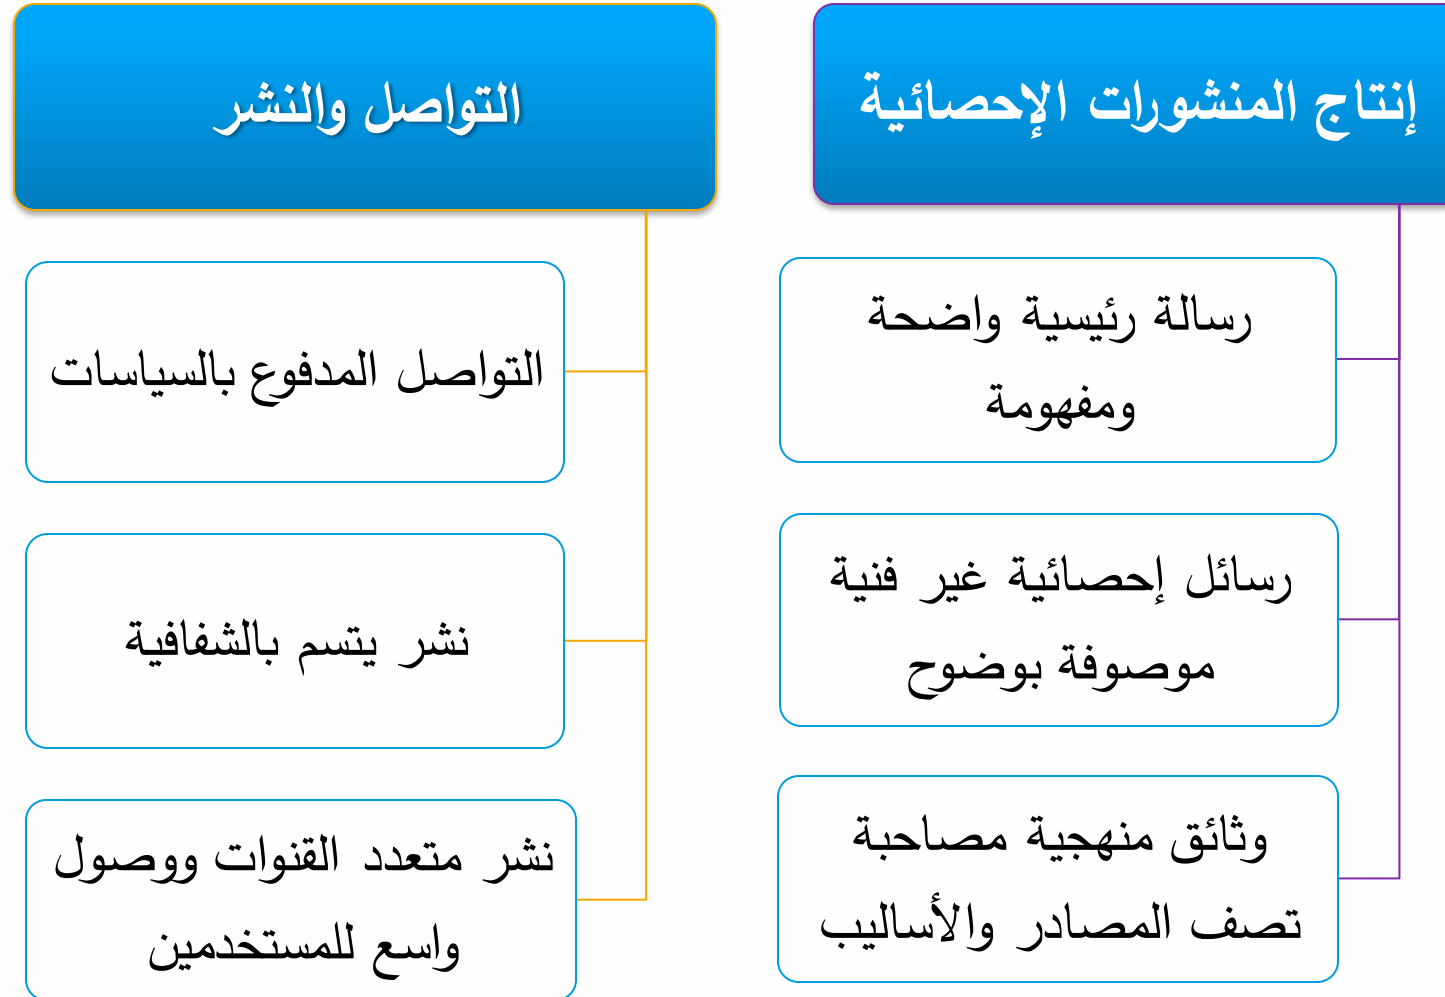 إنتاج المنشورات الإحصائية
رسالة رئيسية واضحة
ومفهومة
رسائل إحصائية غير فنية
موصوفة بوضوح
وثائق منهجية مصاحبة
تصف المصادر والأساليب
التواصل والنشر
التواصل المدفوع بالسياسات
نشر يتسم بالشفافية
نشر متعدد القنوات ووصول
واسع للمستخدمين